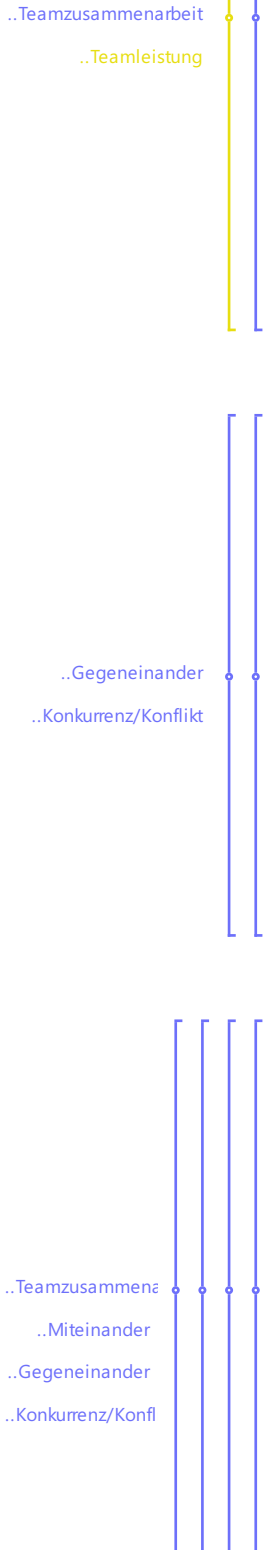 ..Teamzusammenarbeit
..Teamleistung
..Gegeneinander
..Konkurrenz/Konflikt
..Teamzusammena
..Miteinander
..Gegeneinander
..Konkurrenz/Konfl